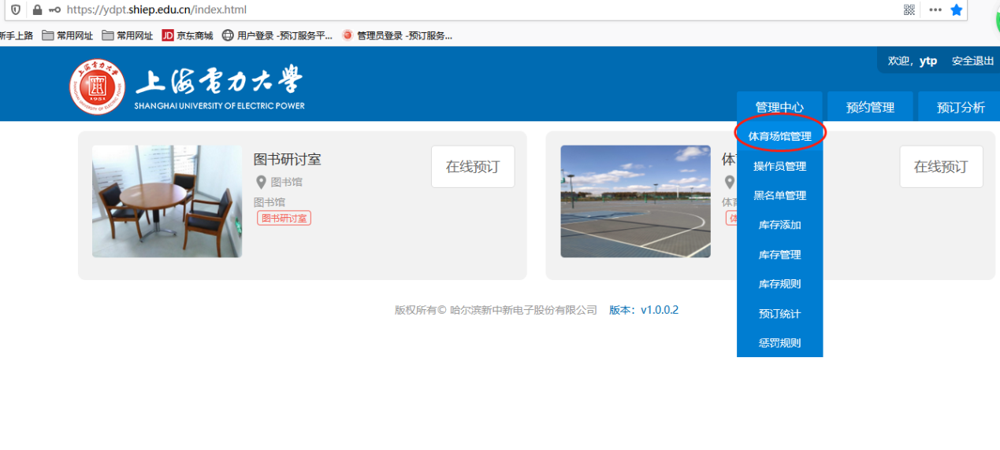 https://ydpt.shiep.edu.cn/index.html
新手上路 常用网址 常用网址 JD 京东商城 用户登录 -预订服务平... 管理员登录 -预订服务...
欢迎，ytp 安全退出
上海电力大学
SHANGHAI UNIVERSITY OF ELECTRIC POWER
1951
管理中心 预约管理 预订分析
体育场馆管理
操作员管理
黑名单管理
库存添加
库存管理
库存规则
预订统计
惩罚规则
图书研讨室 在线预订
图书馆
图书馆
图书研讨室
体 在线预订
体育
体
版权所有© 哈尔滨新中新电子股份有限公司 版本：v1.0.0.2